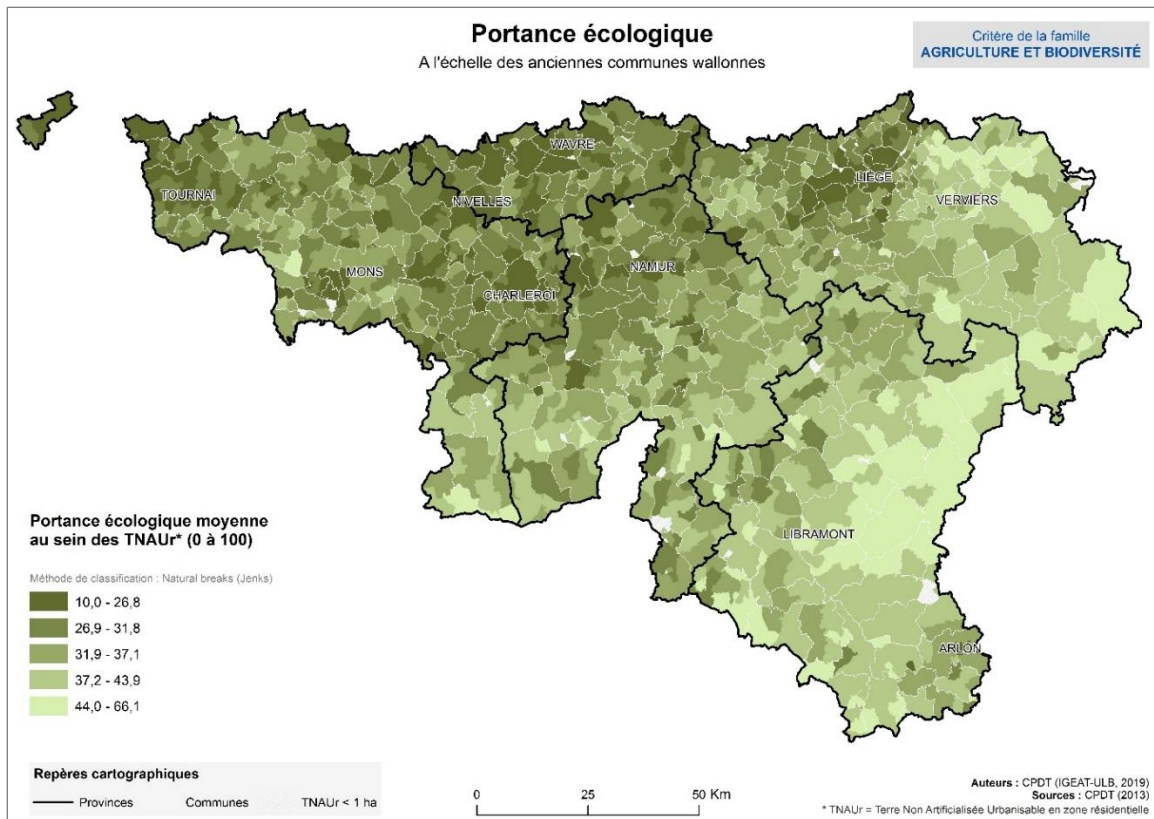 Portance écologique
A l'échelle des anciennes communes wallonnes
Critère de la famille
AGRICULTURE ET BIODIVERSITÉ
WAVRE
LIÈGE
TOURNAI
NIVELLES
VERVIERS
MONS
NAMUR
CHARLEROI
LIBRAMONT
ARLON
Portance écologique moyenne
au sein des TNAUr* (0 à 100)
Méthode de classification : Natural breaks (Jenks)
10,0 - 26,8
26,9 - 31,8
31,9 - 37,1
37,2 - 43,9
44,0 - 66,1
Repères cartographiques
Provinces Communes TNAUr < 1 ha
0 25 50 Km
Auteurs : CPDT (IGEAT-ULB, 2019)
Sources : CPDT (2013)
* TNAUr = Terre Non Artificialisée Urbanisable en zone résidentielle